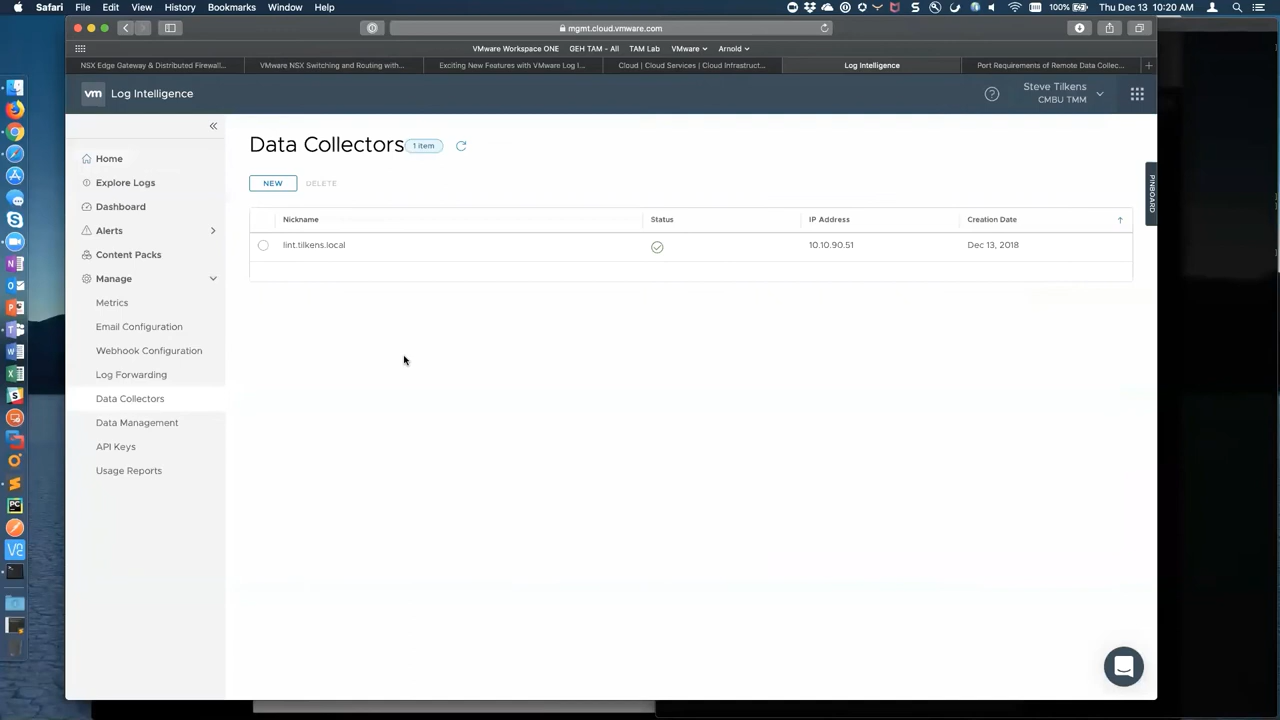 Safari File Edit View History Bookmarks Window Help
100% Thu Dec 13 10:20 AM
mgmt.cloud.vmware.com
VMware Workspace ONE GEH TAM - All TAM Lab VMware Arnold
NSX Edge Gateway & Distributed Firewall...
VMware NSX Switching and Routing with...
Exciting New Features with VMware Log I...
Cloud | Cloud Services | Cloud Infrastruct...
Log Intelligence
Port Requirements of Remote Data Collec...
vm Log Intelligence
Steve Tilkens
CMBU TMM
Home
Explore Logs
Dashboard
Alerts
Content Packs
Manage
Metrics
Email Configuration
Webhook Configuration
Log Forwarding
Data Collectors
Data Management
API Keys
Usage Reports
Data Collectors 1 item
NEW DELETE
Nickname Status IP Address Creation Date
lint.tilkens.local 10.10.90.51 Dec 13, 2018
PINBOARD